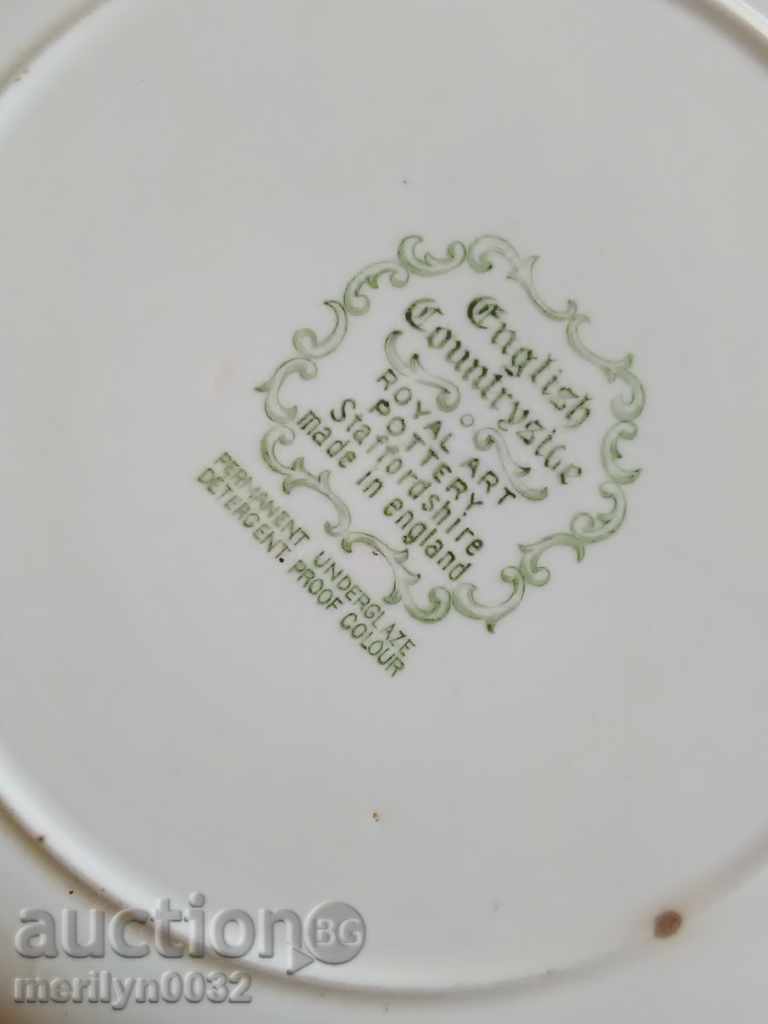 English
Countryside
ROYAL ART
POTTERY
Staffordshire
made in england
PERMANENT UNDERGLAZE
DETERGENT. PROOF COLOUR
auction BG
merilyn0032